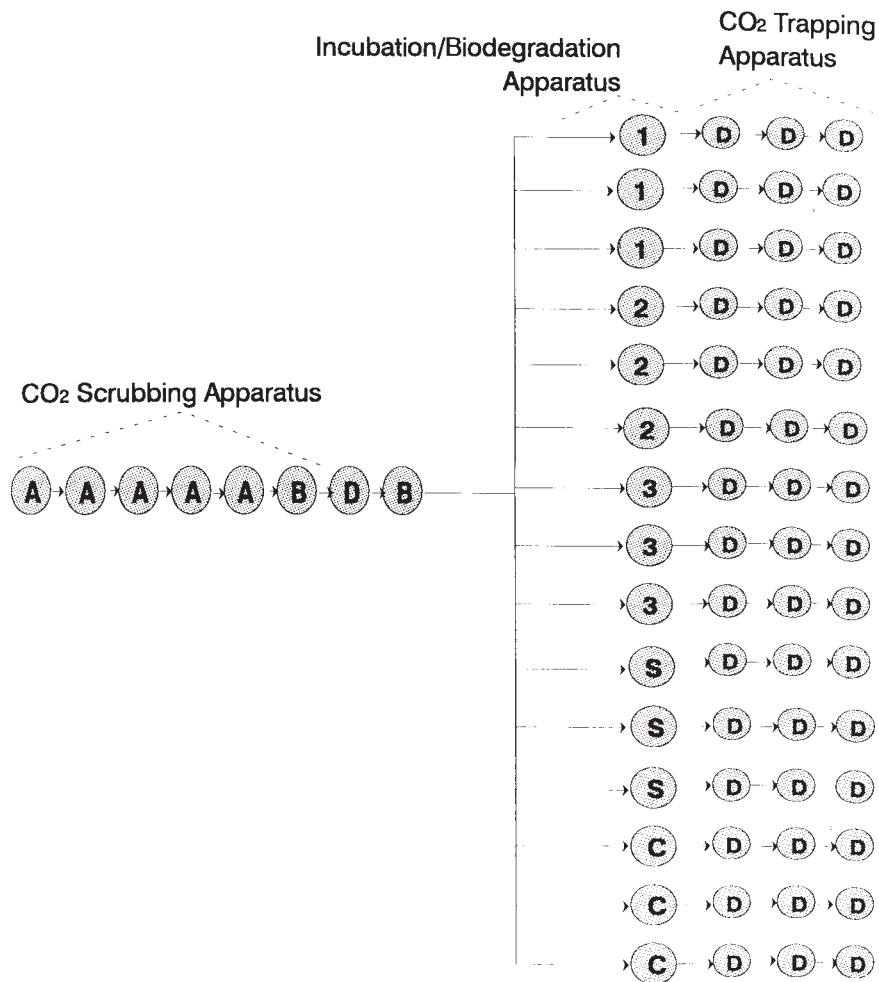 CO2 Trapping
Apparatus
Incubation/Biodegradation
Apparatus
1 D D D
1 D D D
1 D D D
2 D D D
2 D D D
CO2 Scrubbing Apparatus
2 D D D
A A A A A B D B
3 D D D
3 D D D
3 D D D
S D D D
S D D D
S D D D
C D D D
C D D D
C D D D